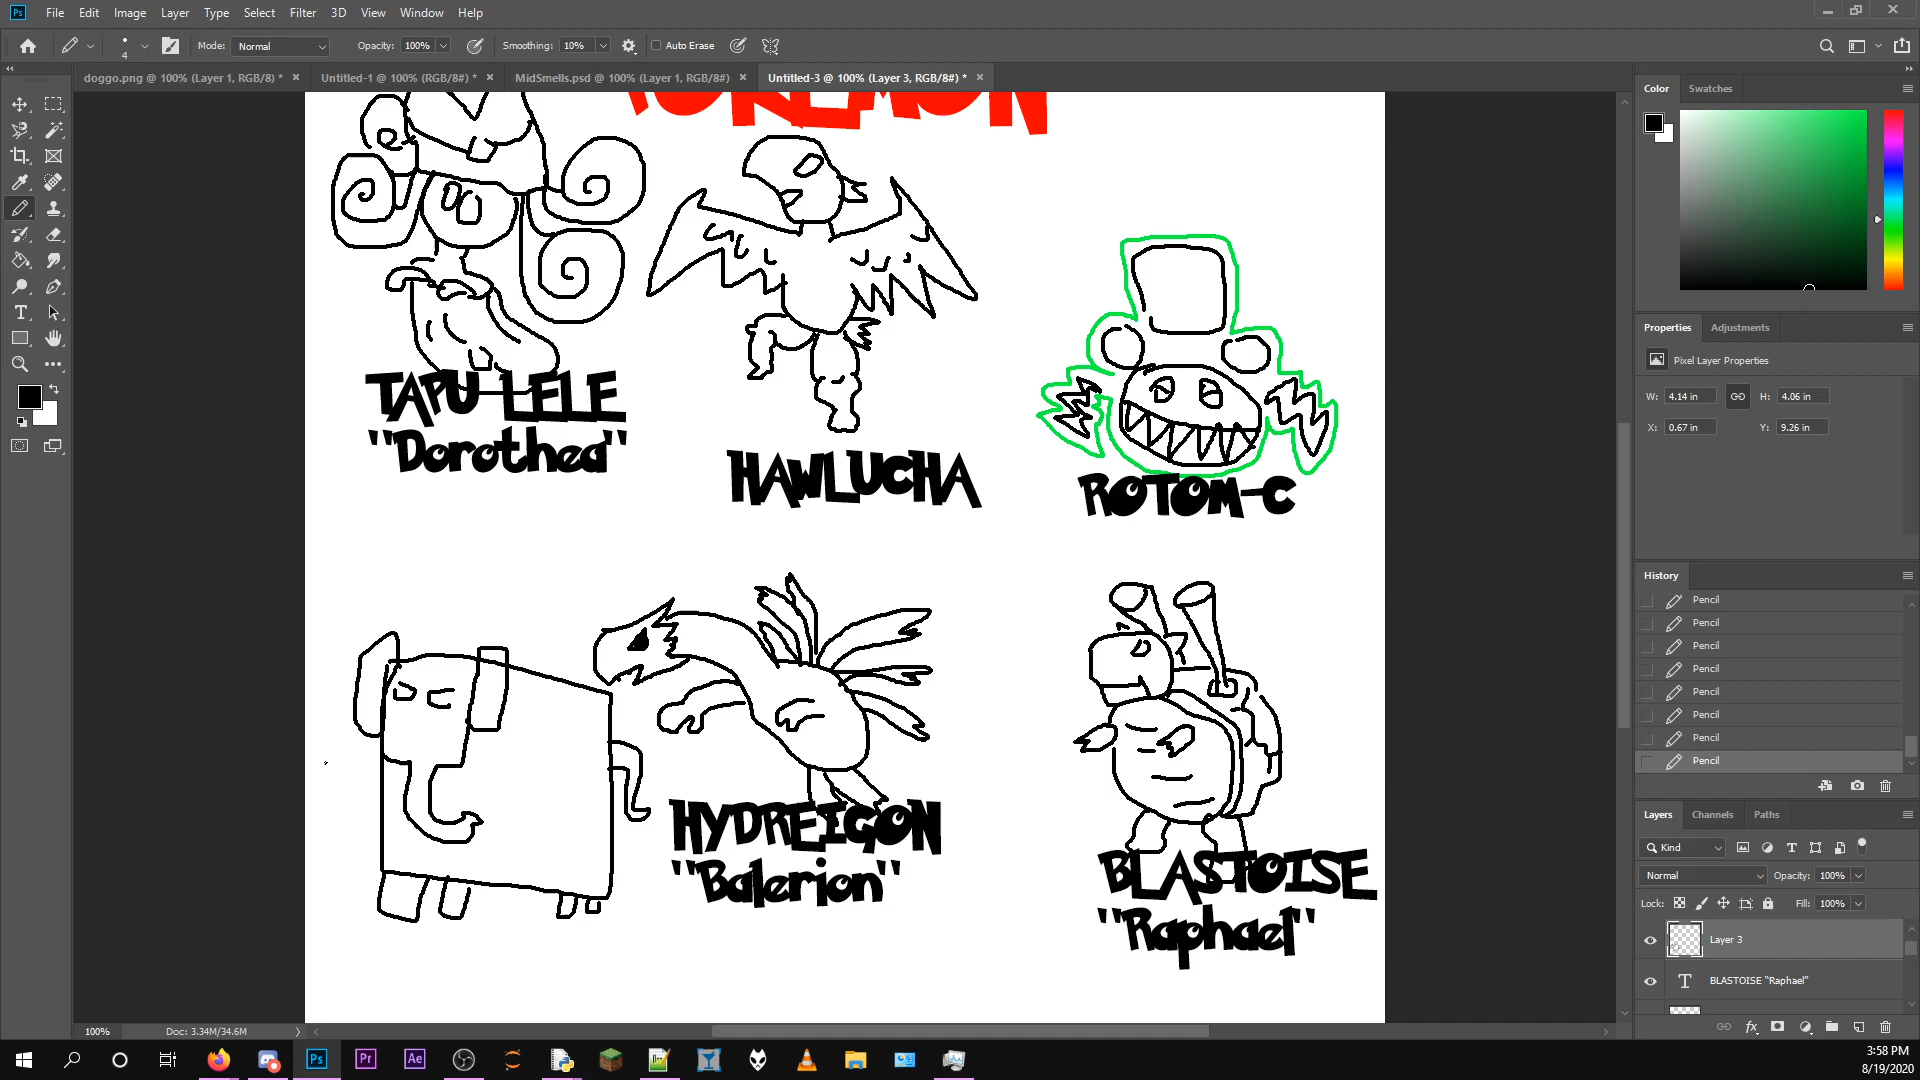 File Edit Image Layer Type Select Filter 3D View Window Help
4 Mode: Normal Opacity: 100% Smoothing: 10% Auto Erase
doggo.png @ 100% (Layer 1, RGB/8) * Untitled-1 @ 100% (RGB/8#) * MidSmells.psd @ 100% (Layer 1, RGB/8#) Untitled-3 @ 100% (Layer 3, RGB/8#) *
POKEMON
TAPU LELE
"Dorothea"
HAWLUCHA
ROTOM-C
HYDREIGON
"Balerion"
BLASTOISE
"Raphael"
Color Swatches
Properties Adjustments
Pixel Layer Properties
W: 4.14 in H: 4.06 in
X: 0.67 in Y: 9.26 in
History
Pencil
Pencil
Pencil
Pencil
Pencil
Pencil
Pencil
Pencil
Layers Channels Paths
Kind
Normal Opacity: 100%
Lock: Fill: 100%
Layer 3
BLASTOISE "Raphael"
100% Doc: 3.34M/34.6M
3:58 PM
8/19/2020